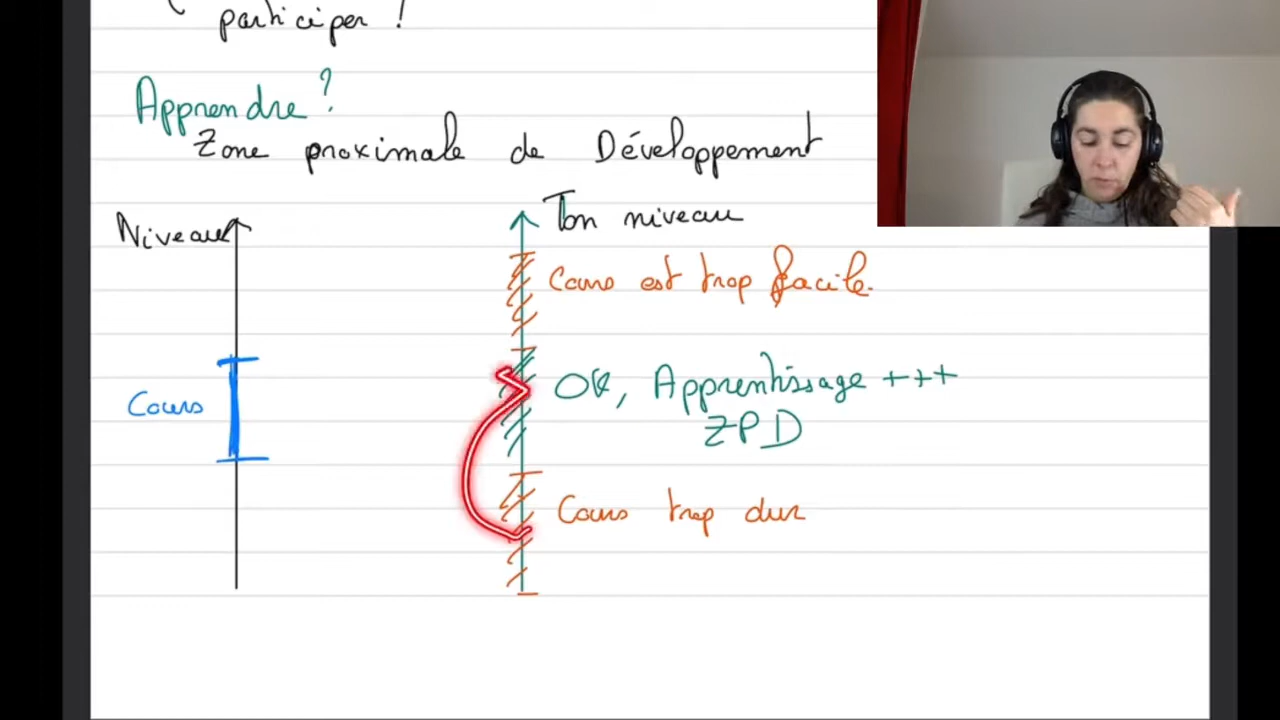 participer !
Apprendre ?
Zone proximale de Développement
Niveau
Ton niveau
Cours est trop facile.
Cours
OK, Apprentissage +++
ZPD
Cours trop dur